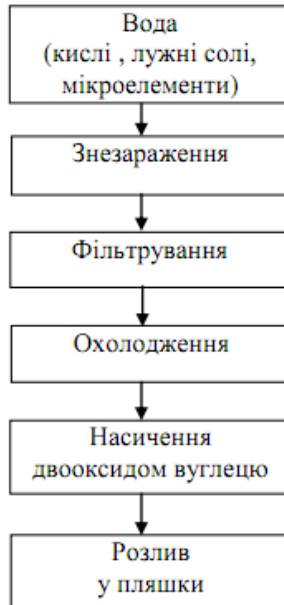 Вода
(кислі , лужні солі,
мікроелементи)
Знезараження
Фільтрування
Охолодження
Насичення
двооксидом вуглецю
Розлив
у пляшки